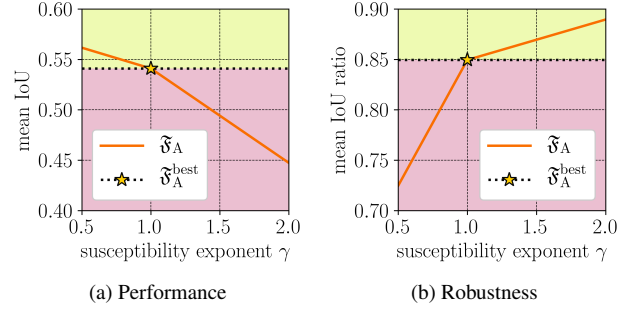 0.60
0.55
0.50
0.45
0.40
mean IoU
𝔉A
𝔉A^best
0.5 1.0 1.5 2.0
susceptibility exponent γ
(a) Performance
0.90
0.85
0.80
0.75
0.70
mean IoU ratio
𝔉A
𝔉A^best
0.5 1.0 1.5 2.0
susceptibility exponent γ
(b) Robustness